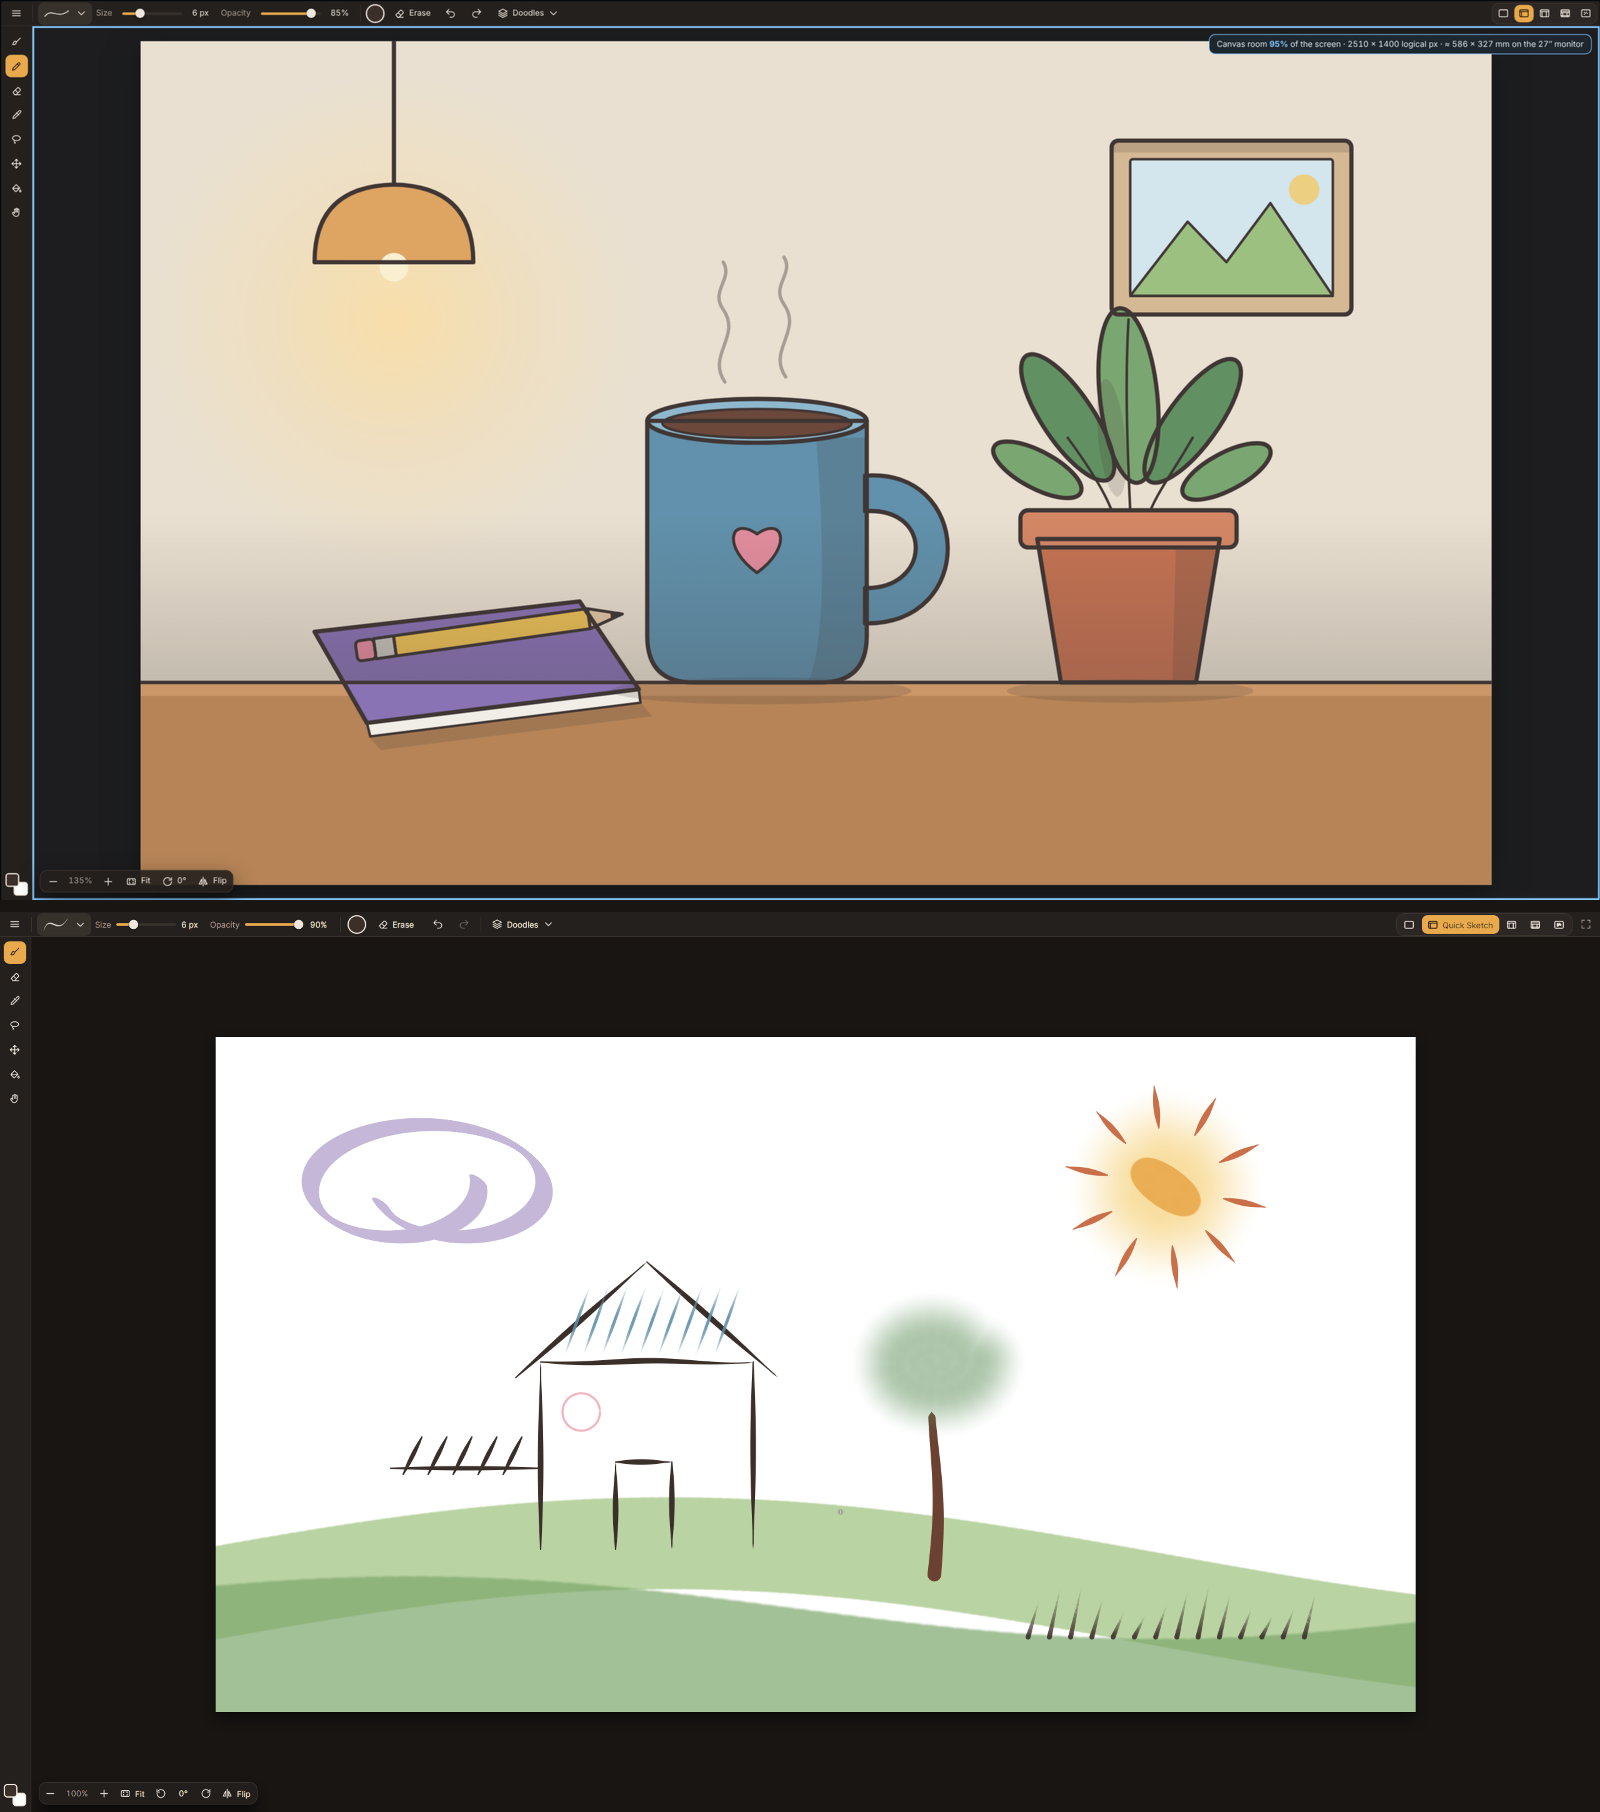 Size 6 px Opacity 85% Erase Doodles
Canvas room 95% of the screen · 2510 × 1400 logical px · ≈ 586 × 327 mm on the 27" monitor
135% Fit 0° Flip
Size 6 px Opacity 90% Erase Doodles Quick Sketch
100% Fit 0° Flip